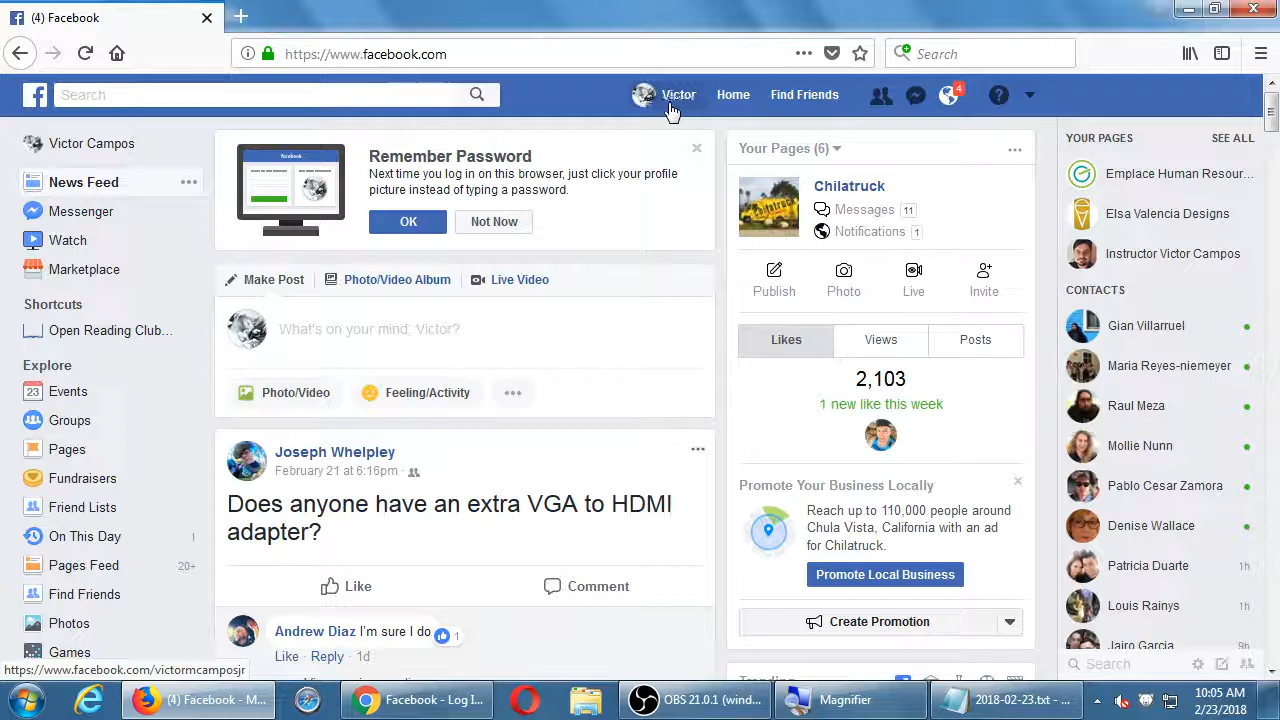 (4) Facebook
https://www.facebook.com
Search
Search
Victor
Home
Find Friends
4
Victor Campos
News Feed
Messenger
Watch
Marketplace
Shortcuts
Open Reading Club...
Explore
23 Events
Groups
Pages
Fundraisers
Friend Lists
On This Day 1
Pages Feed 20+
Find Friends
Photos
Games
https://www.facebook.com/victormcamposjr
facebook
Remember Password
Next time you log in on this browser, just click your profile
picture instead of typing a password.
OK
Not Now
Make Post
Photo/Video Album
Live Video
What's on your mind, Victor?
Photo/Video
Feeling/Activity
Joseph Whelpley
February 21 at 6:16pm ·
Does anyone have an extra VGA to HDMI
adapter?
Like
Comment
Andrew Diaz I'm sure I do
1
Like · Reply · 1d
Your Pages (6)
Chilatruck
Messages 11
Notifications 1
Publish
Photo
Live
Invite
Likes
Views
Posts
2,103
1 new like this week
Promote Your Business Locally
Reach up to 110,000 people around
Chula Vista, California with an ad
for Chilatruck.
Promote Local Business
Create Promotion
Trending
YOUR PAGES
SEE ALL
Emplace Human Resour...
Elsa Valencia Designs
Instructor Victor Campos
CONTACTS
Gian Villarruel
Maria Reyes-niemeyer
Raul Meza
Mollie Nunn
Pablo Cesar Zamora
Denise Wallace
Patricia Duarte 1h
Louis Rainys 1h
Jairo Garcia 9h
Search
(4) Facebook - M...
Facebook - Log I...
OBS 21.0.1 (wind...
Magnifier
2018-02-23.txt - ...
10:05 AM
2/23/2018